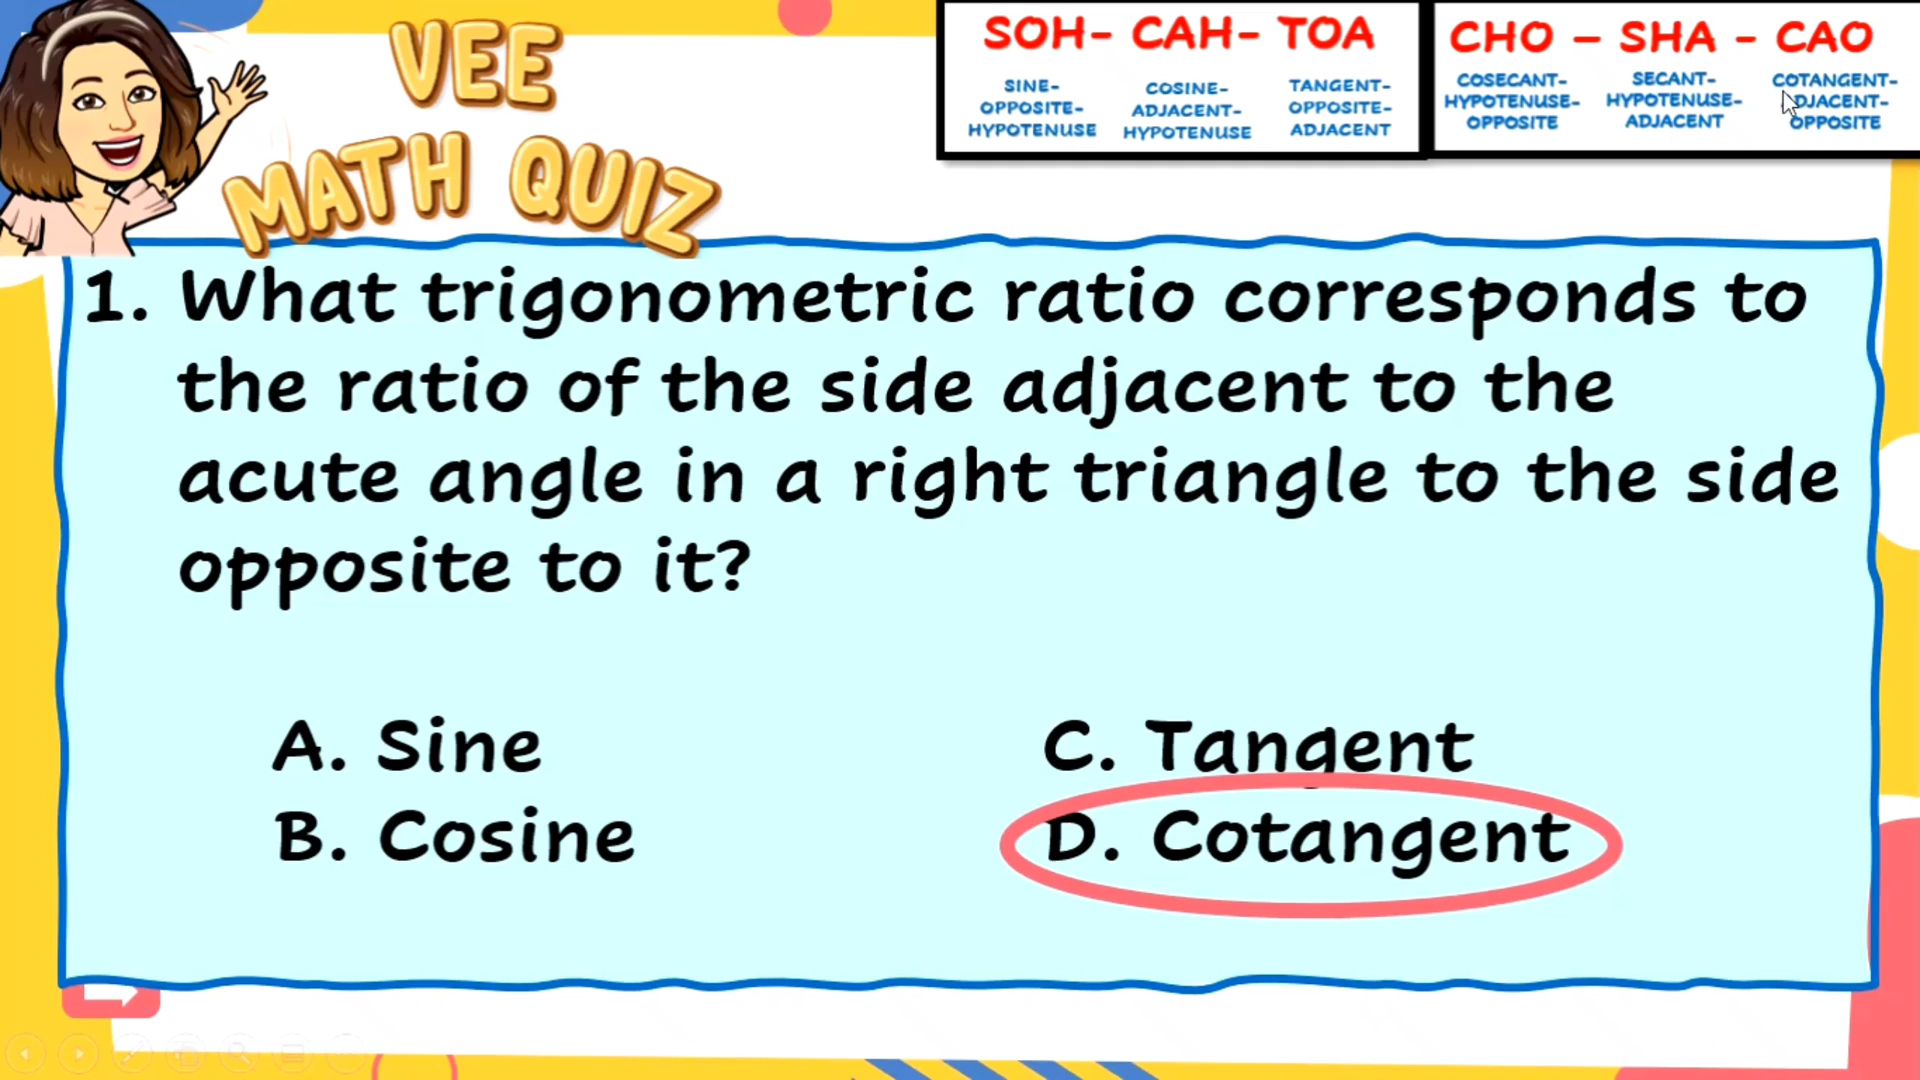 VEE
MATH QUIZ
SOH- CAH- TOA
SINE-
OPPOSITE-
HYPOTENUSE
COSINE-
ADJACENT-
HYPOTENUSE
TANGENT-
OPPOSITE-
ADJACENT
CHO – SHA - CAO
COSECANT-
HYPOTENUSE-
OPPOSITE
SECANT-
HYPOTENUSE-
ADJACENT
COTANGENT-
ADJACENT-
OPPOSITE
1. What trigonometric ratio corresponds to
the ratio of the side adjacent to the
acute angle in a right triangle to the side
opposite to it?
A. Sine
B. Cosine
C. Tangent
D. Cotangent